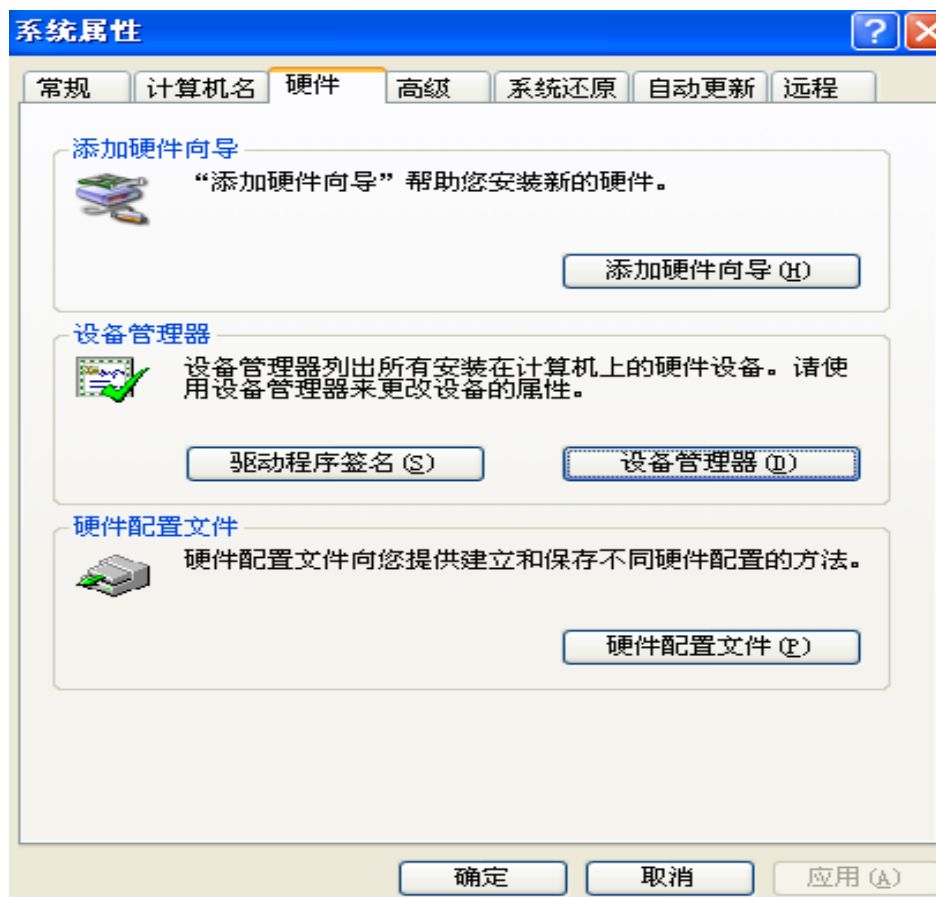 系统属性
常规 计算机名 硬件 高级 系统还原 自动更新 远程
添加硬件向导
“添加硬件向导”帮助您安装新的硬件。
添加硬件向导(H)
设备管理器
设备管理器列出所有安装在计算机上的硬件设备。请使
用设备管理器来更改设备的属性。
驱动程序签名(S) 设备管理器(D)
硬件配置文件
硬件配置文件向您提供建立和保存不同硬件配置的方法。
硬件配置文件(P)
确定 取消 应用(A)